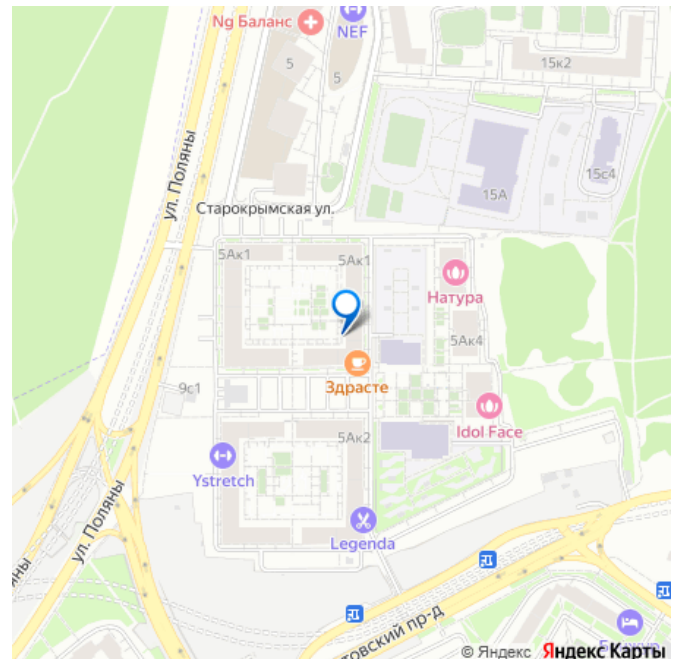 Ng Баланс
NEF
5
5
15к2
ул. Поляны
15А
15с4
Старокрымская ул.
5Ак1
5Ак1
Натура
5Ак4
Здрасте
9с1
Idol Face
5Ак2
Ystretch
ул. Поляны
Legenda
товский пр-д
© Яндекс Яндекс Карты